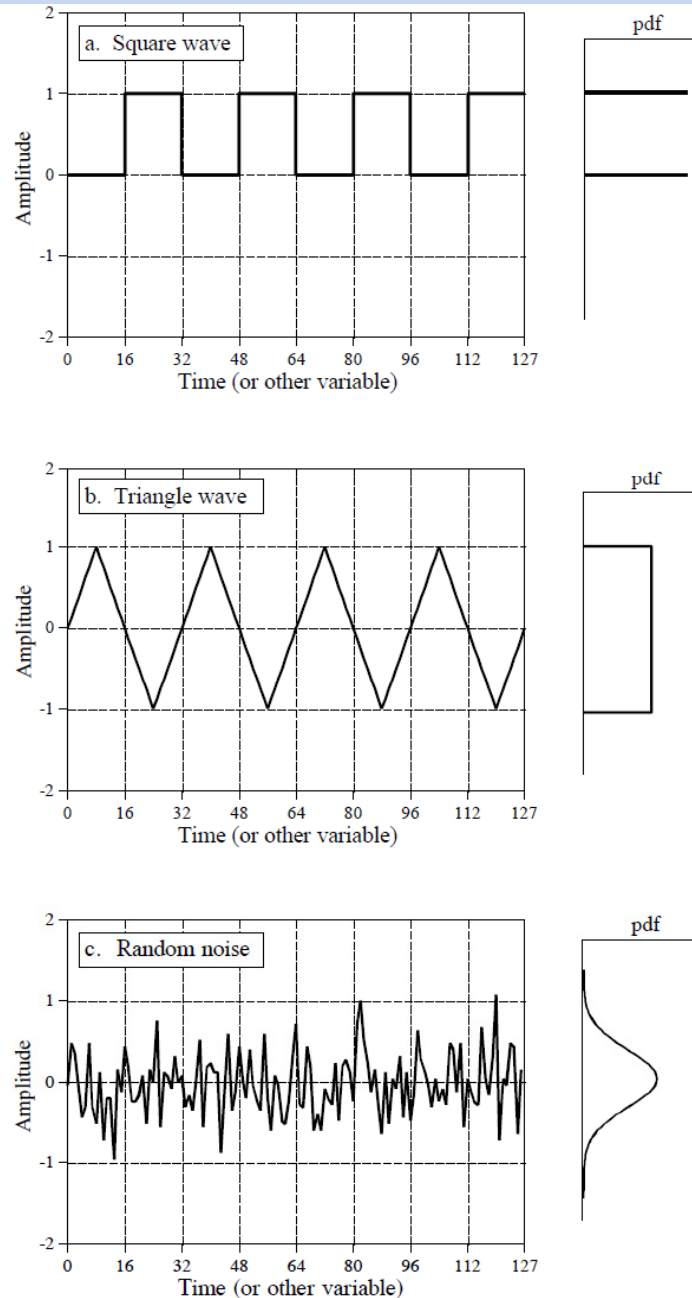 pdf
a. Square wave
2
1
0
-1
-2
Amplitude
0 16 32 48 64 80 96 112 127
Time (or other variable)
pdf
b. Triangle wave
2
1
0
-1
-2
Amplitude
0 16 32 48 64 80 96 112 127
Time (or other variable)
pdf
c. Random noise
2
1
0
-1
-2
Amplitude
0 16 32 48 64 80 96 112 127
Time (or other variable)